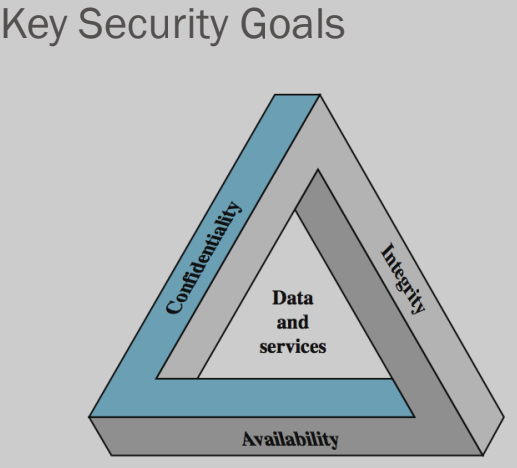 Key Security Goals
Confidentiality
Integrity
Data
and
services
Availability